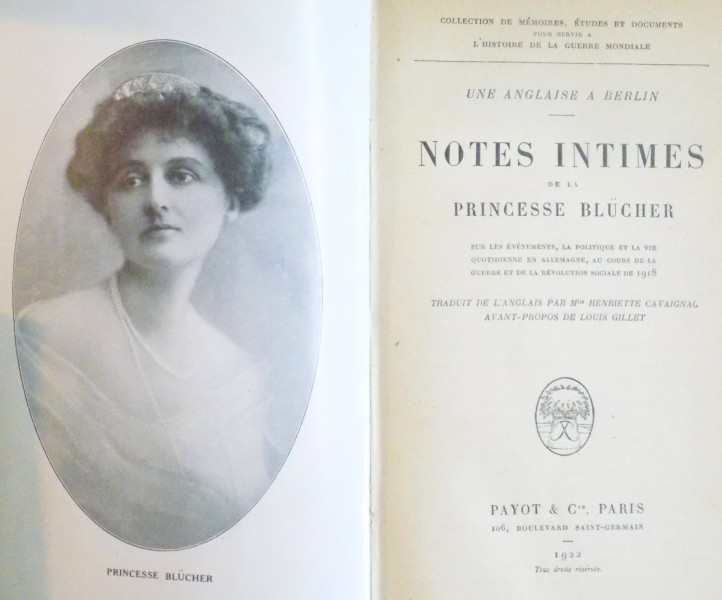 PRINCESSE BLÜCHER
COLLECTION DE MÉMOIRES, ÉTUDES ET DOCUMENTS
POUR SERVIR A
L'HISTOIRE DE LA GUERRE MONDIALE
UNE ANGLAISE A BERLIN
NOTES INTIMES
DE LA
PRINCESSE BLÜCHER
SUR LES ÉVÉNEMENTS, LA POLITIQUE ET LA VIE
QUOTIDIENNE EN ALLEMAGNE, AU COURS DE LA
GUERRE ET DE LA RÉVOLUTION SOCIALE DE 1918
TRADUIT DE L'ANGLAIS PAR Mlle HENRIETTE CAVAIGNAC
AVANT-PROPOS DE LOUIS GILLET
PAYOT & Cie, PARIS
106, BOULEVARD SAINT-GERMAIN
1922
Tous droits réservés.